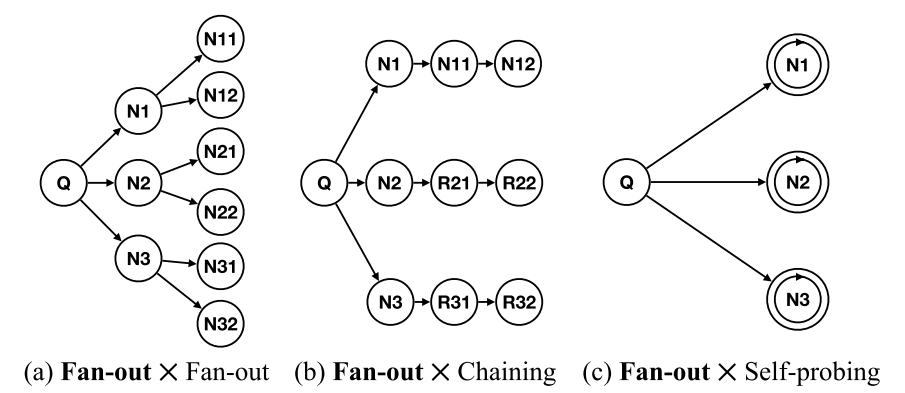 N11
N12
N1
N21
Q
N2
N22
N3
N31
N32
(a) Fan-out × Fan-out
N1 N11 N12
Q N2 R21 R22
N3 R31 R32
(b) Fan-out × Chaining
N1
Q
N2
N3
(c) Fan-out × Self-probing